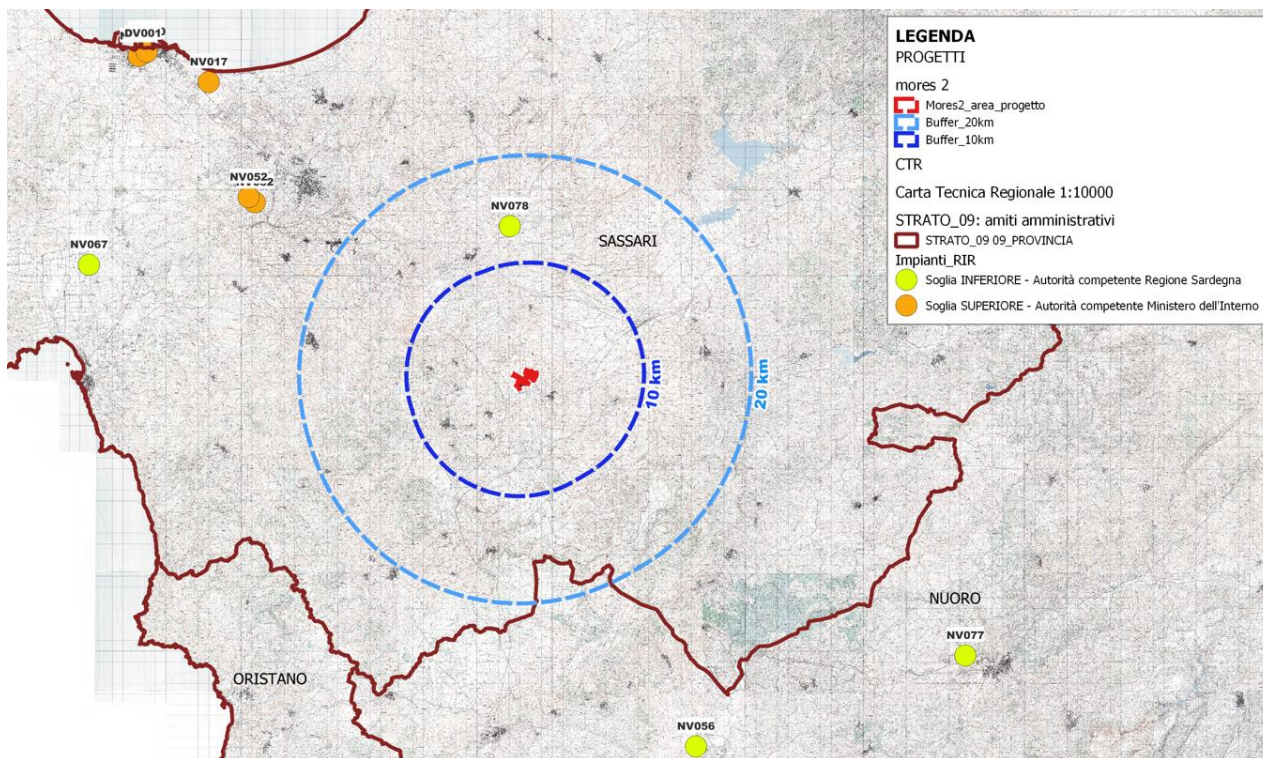 DV001
NV017
NV052
NV078
SASSARI
NV067
10 km
20 km
NUORO
NV077
ORISTANO
NV056
LEGENDA
PROGETTI
mores 2
Mores2_area_progetto
Buffer_20km
Buffer_10km
CTR
Carta Tecnica Regionale 1:10000
STRATO_09: amiti amministrativi
STRATO_09 09_PROVINCIA
Impianti_RIR
Soglia INFERIORE - Autorità competente Regione Sardegna
Soglia SUPERIORE - Autorità competente Ministero dell'Interno